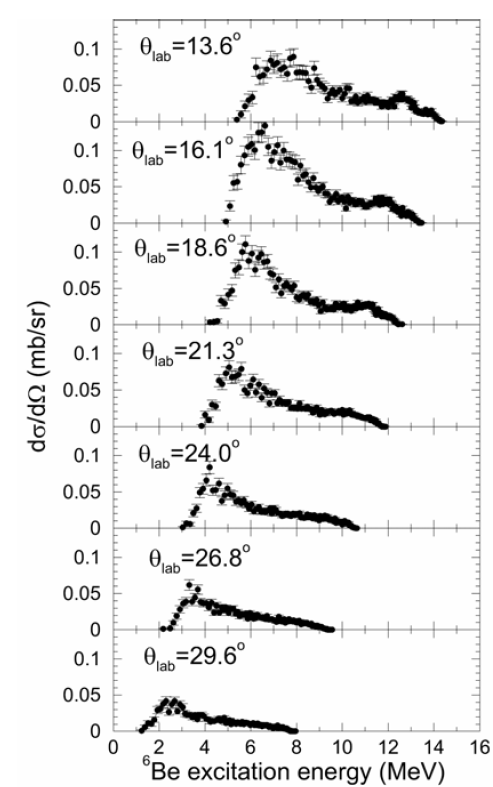 θlab=13.6°
0.1
0.05
0
θlab=16.1°
0.1
0.05
0
θlab=18.6°
0.1
0.05
0
θlab=21.3°
0.1
0.05
0
θlab=24.0°
0.1
0.05
0
θlab=26.8°
0.1
0.05
0
θlab=29.6°
0.1
0.05
0
dσ/dΩ (mb/sr)
0 2 4 6 8 10 12 14 16
⁶Be excitation energy (MeV)